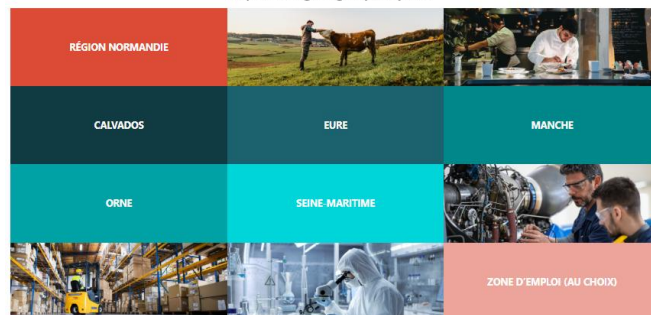 RÉGION NORMANDIE
CALVADOS
EURE
MANCHE
ORNE
SEINE-MARITIME
ZONE D'EMPLOI (AU CHOIX)